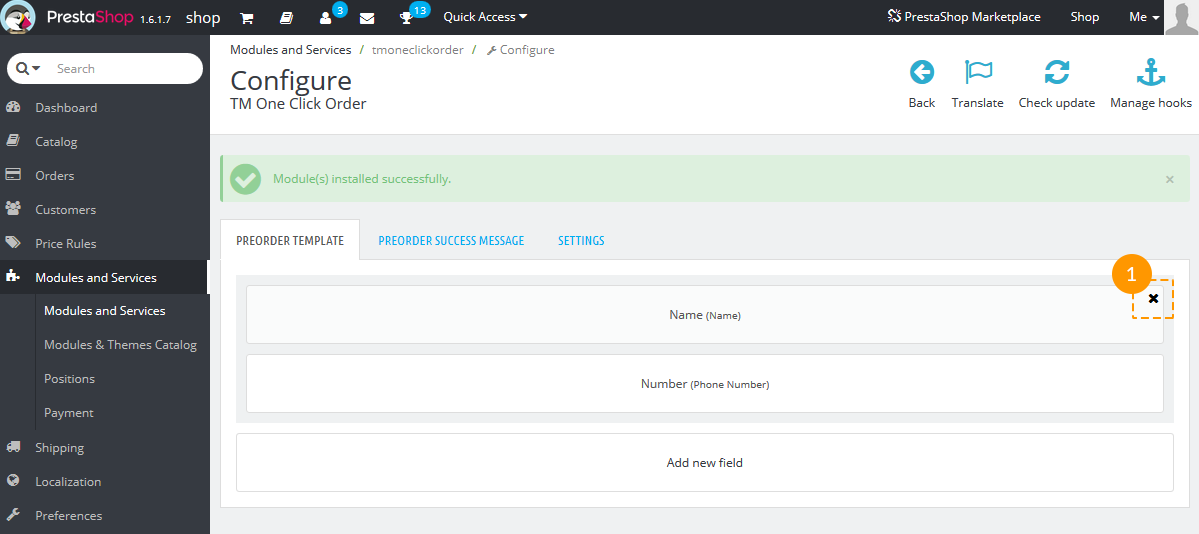 PrestaShop 1.6.1.7 shop 3 13 Quick Access PrestaShop Marketplace Shop Me
Search
Dashboard
Catalog
Orders
Customers
Price Rules
Modules and Services
Modules and Services
Modules & Themes Catalog
Positions
Payment
Shipping
Localization
Preferences
Modules and Services / tmoneclickorder / Configure
Configure
TM One Click Order
Back Translate Check update Manage hooks
Module(s) installed successfully. ×
PREORDER TEMPLATE PREORDER SUCCESS MESSAGE SETTINGS
1
Name (Name)
Number (Phone Number)
Add new field